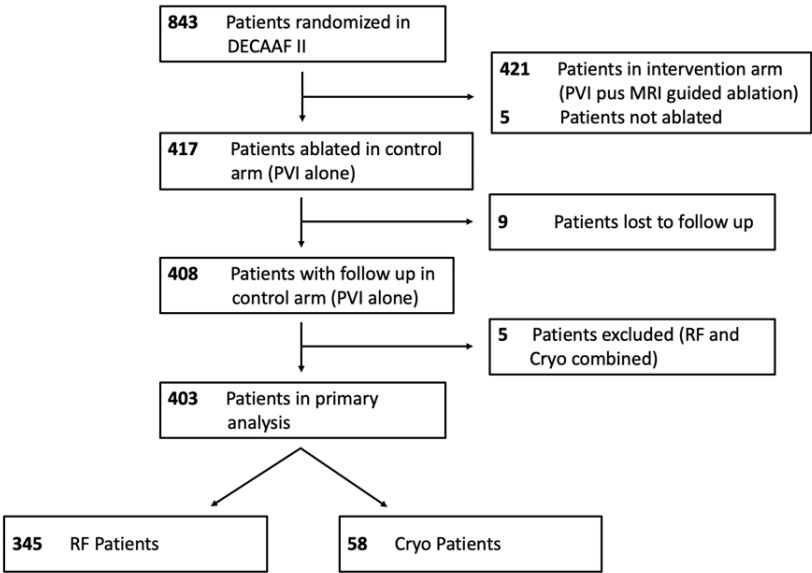 843 Patients randomized in
DECAAF II
421 Patients in intervention arm
(PVI pus MRI guided ablation)
5 Patients not ablated
417 Patients ablated in control
arm (PVI alone)
9 Patients lost to follow up
408 Patients with follow up in
control arm (PVI alone)
5 Patients excluded (RF and
Cryo combined)
403 Patients in primary
analysis
345 RF Patients
58 Cryo Patients